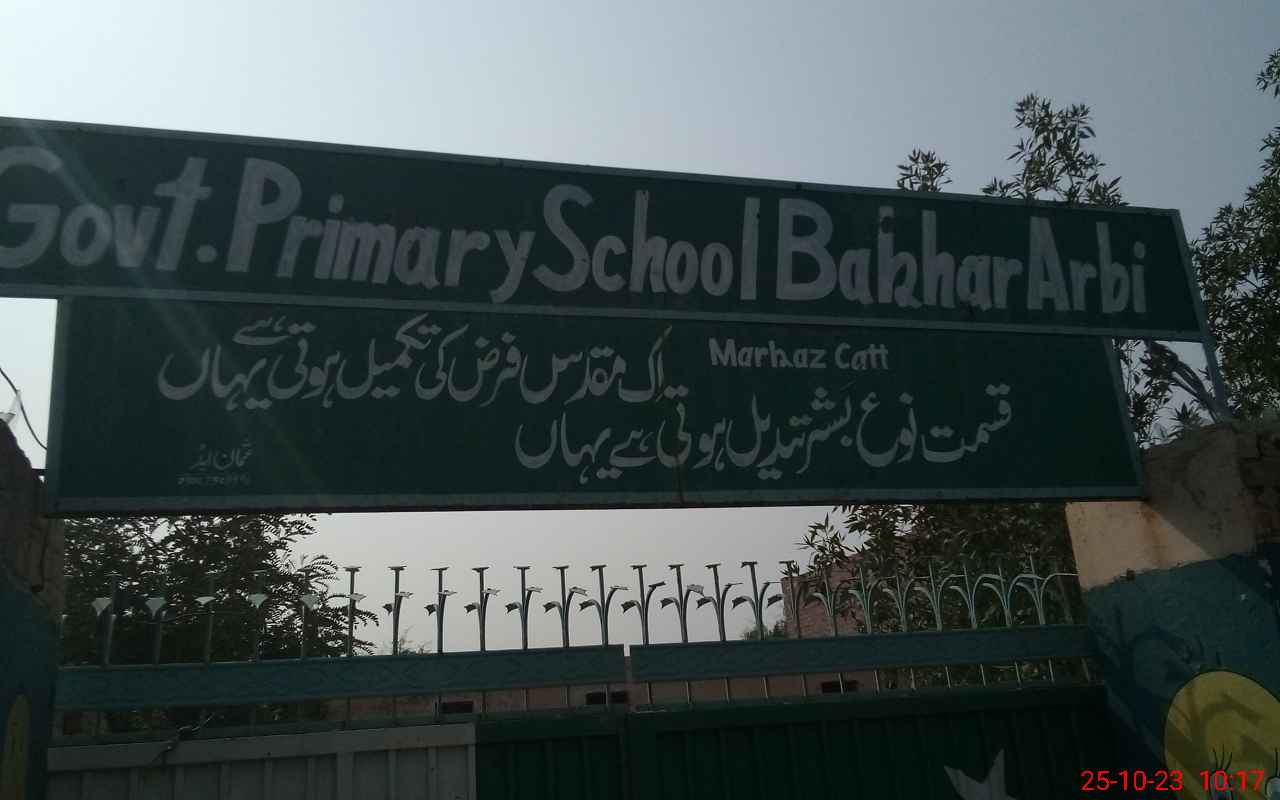 Govt. Primary School Bakhar Arbi
Marhaz Catt
اِک مقدس فرض کی تکمیل ہوتی ہے یہاں
قسمت نوع بشر تبدیل ہوتی ہے یہاں
عثمان
25-10-23 10:17